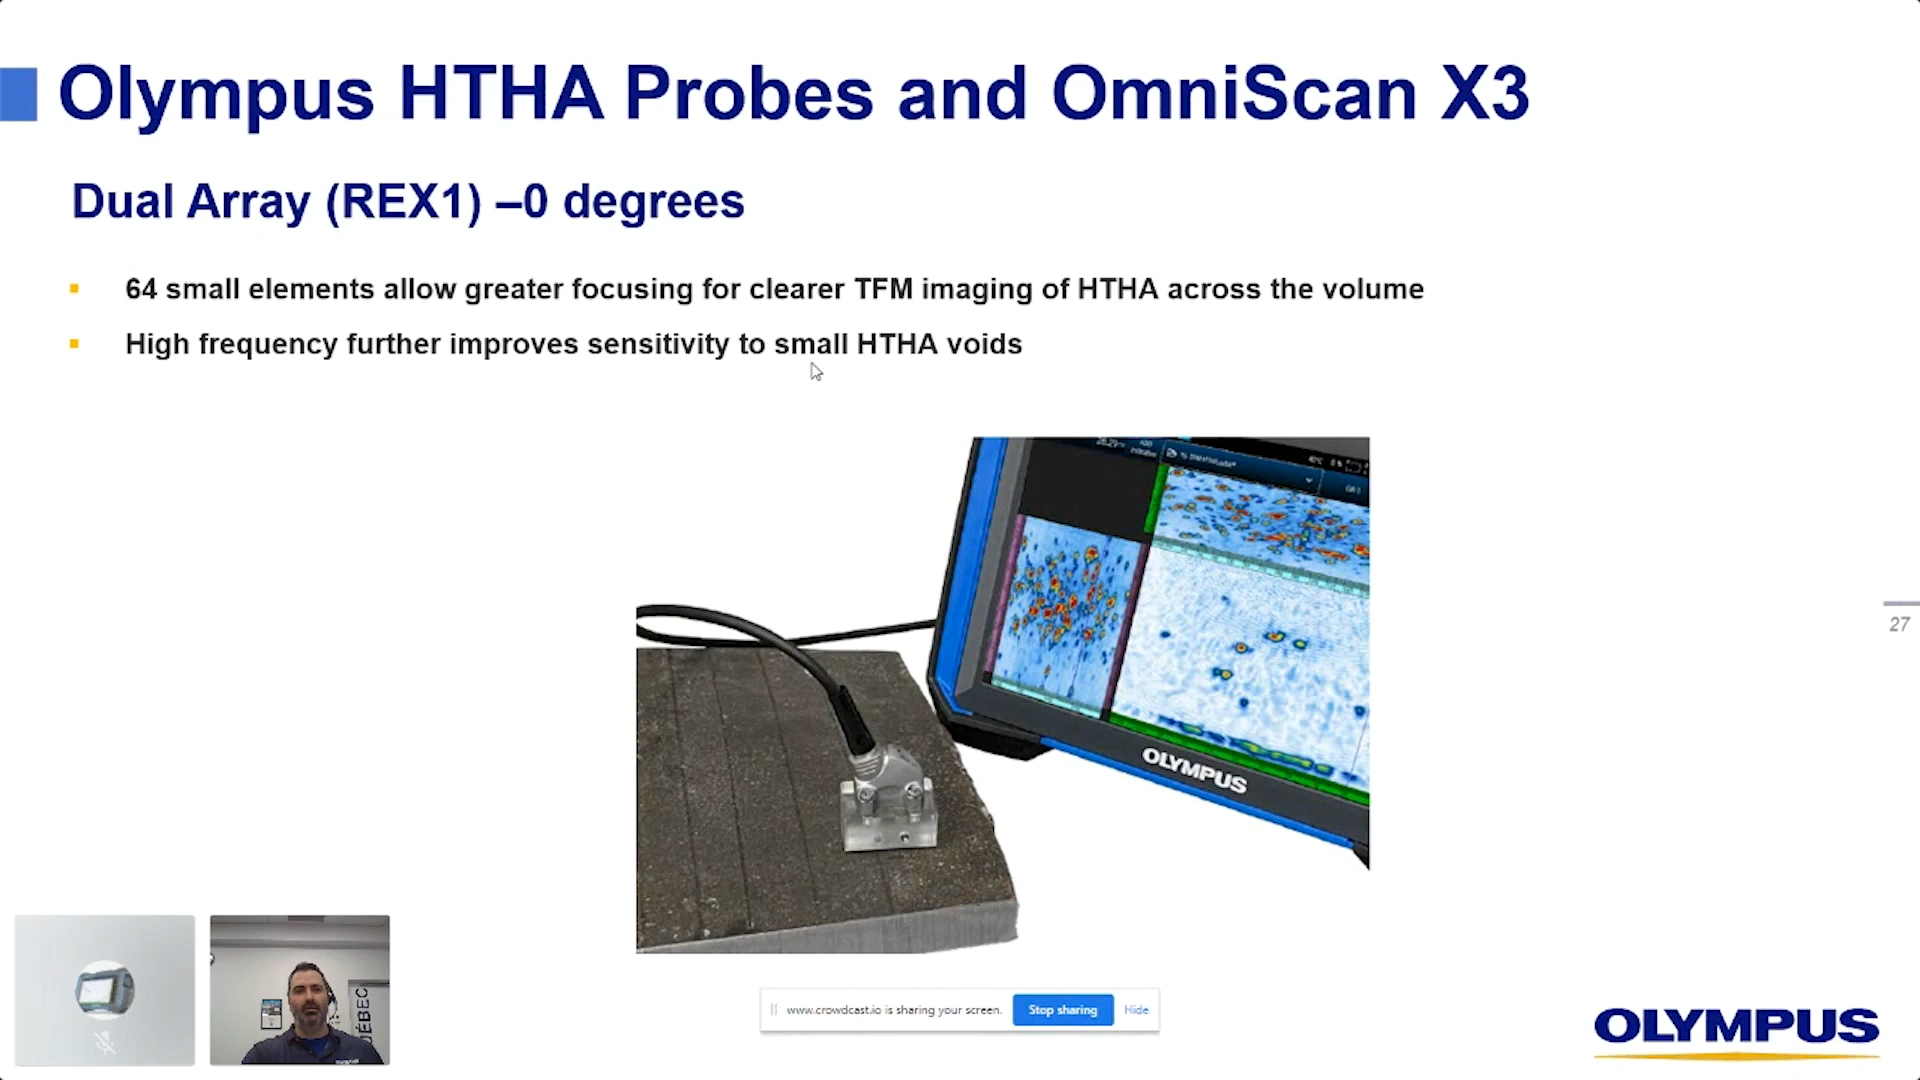 Olympus HTHA Probes and OmniScan X3
Dual Array (REX1) –0 degrees
64 small elements allow greater focusing for clearer TFM imaging of HTHA across the volume
High frequency further improves sensitivity to small HTHA voids
OLYMPUS
27
www.crowdcast.io is sharing your screen. Stop sharing Hide
OLYMPUS